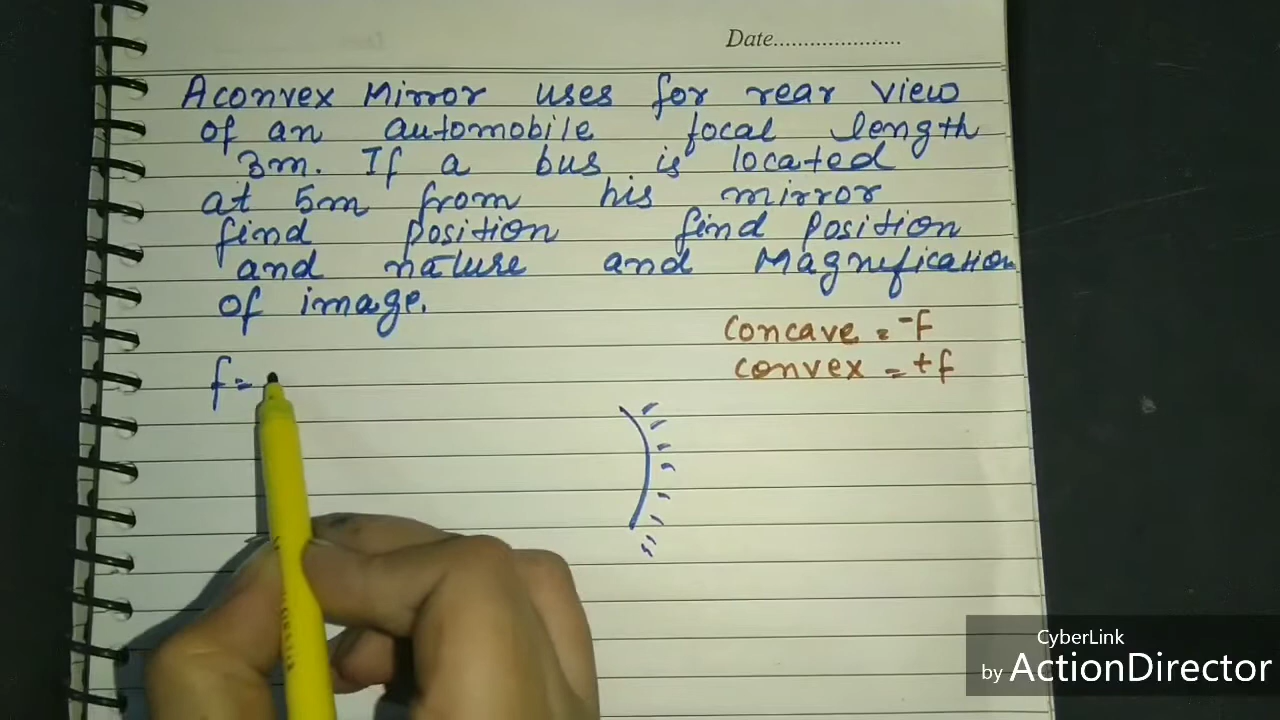 Date.....................
A convex Mirror uses for rear view
of an automobile focal length
3m. If a bus is located
at 5m from his mirror
find position find position
and nature and Magnification
of image.
concave = -f
convex = +f
f=
CyberLink
by ActionDirector